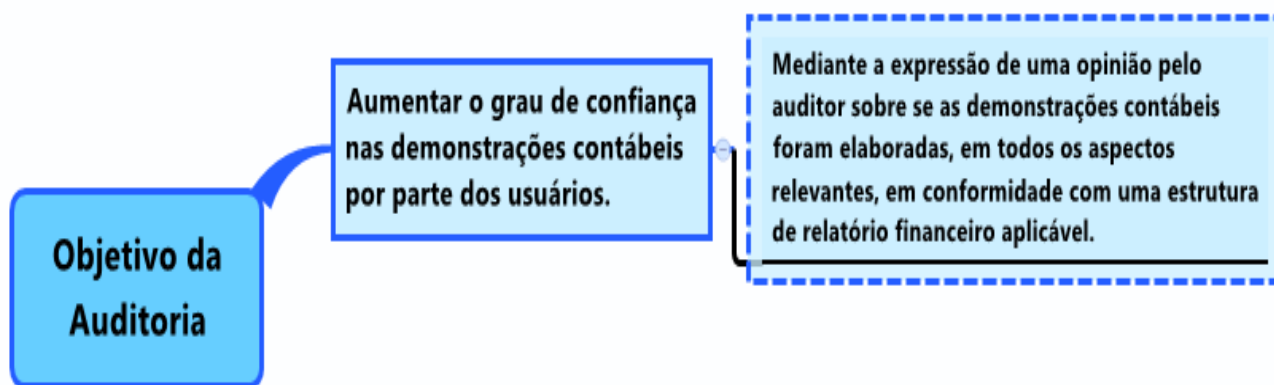 Objetivo da
Auditoria
Aumentar o grau de confiança
nas demonstrações contábeis
por parte dos usuários.
Mediante a expressão de uma opinião pelo
auditor sobre se as demonstrações contábeis
foram elaboradas, em todos os aspectos
relevantes, em conformidade com uma estrutura
de relatório financeiro aplicável.